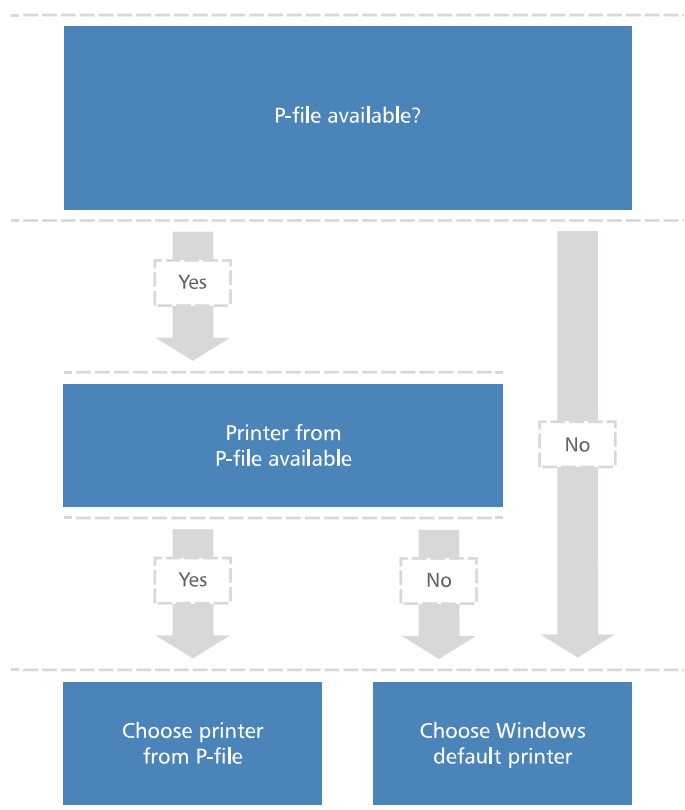 P-file available?
Yes
Printer from
P-file available
No
Yes
No
Choose printer
from P-file
Choose Windows
default printer